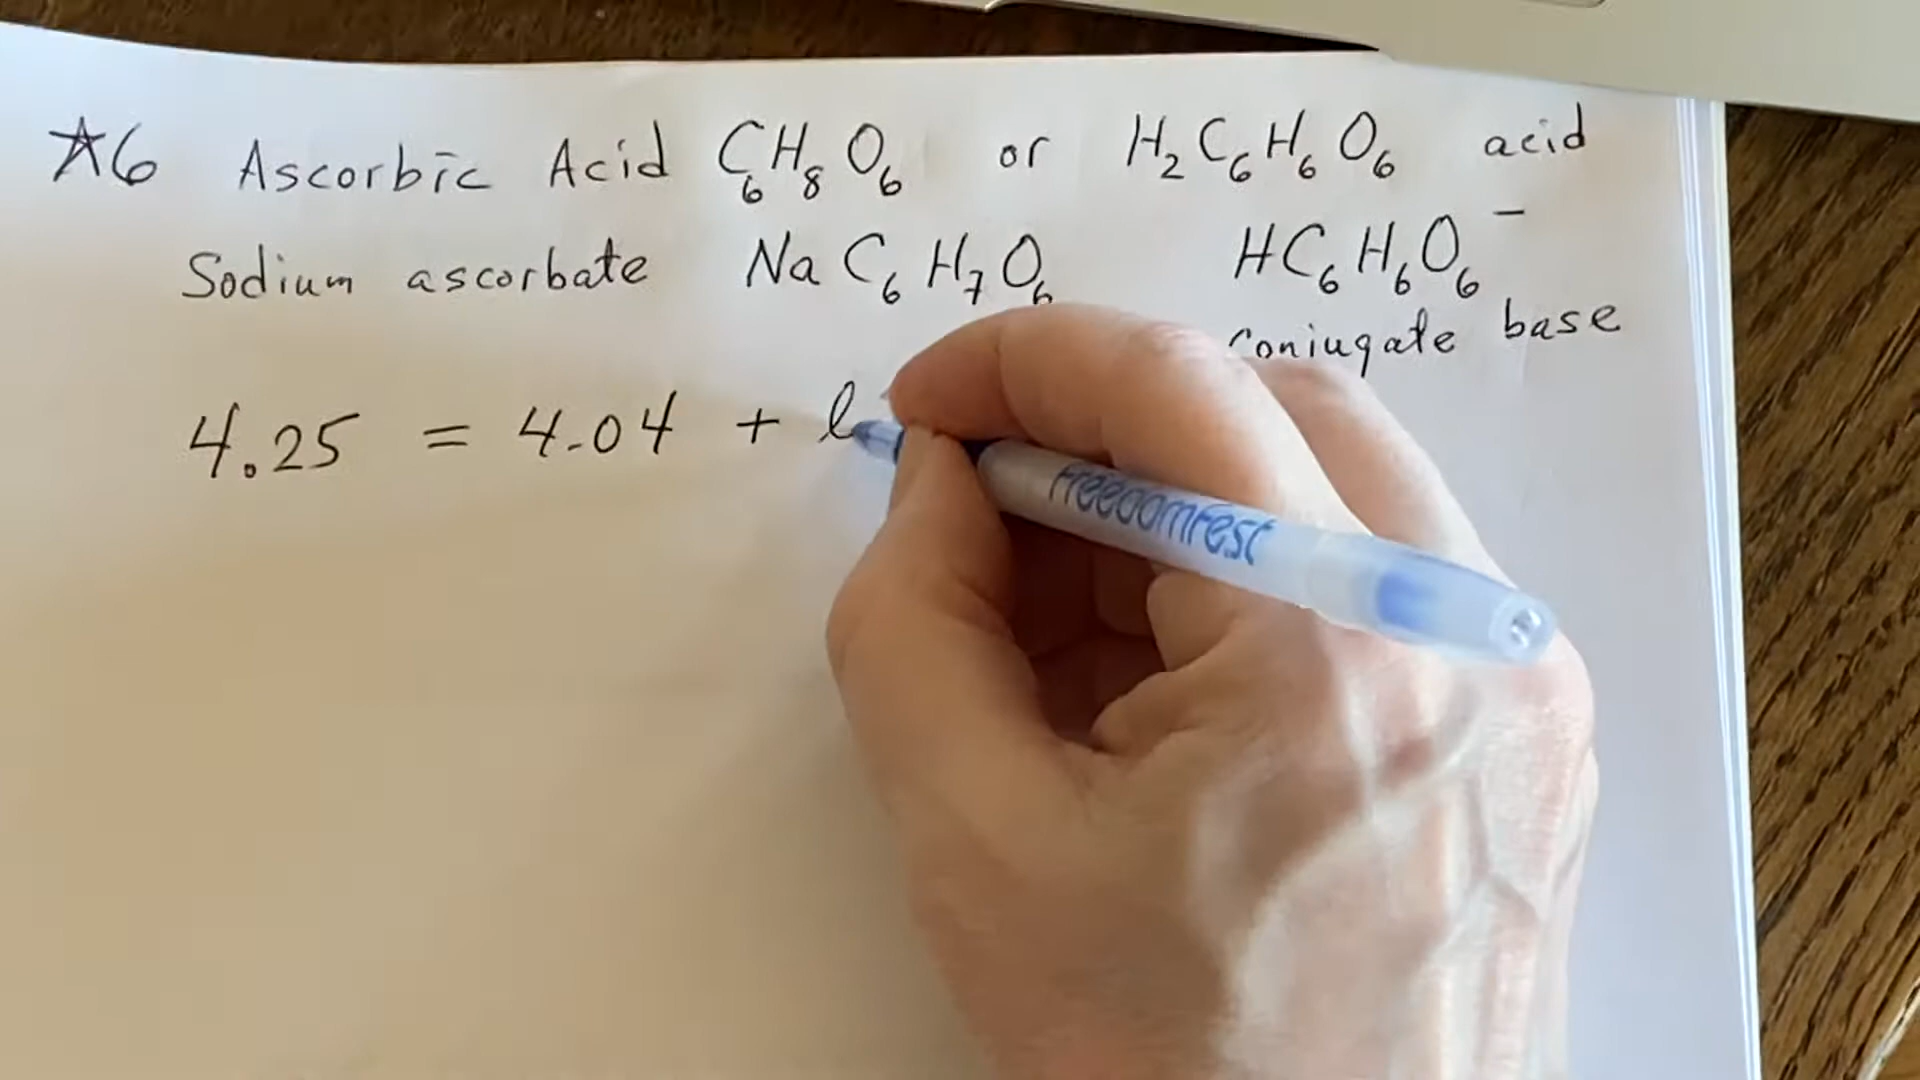 ☆6 Ascorbic Acid C₆H₈O₆ or H₂C₆H₆O₆ acid
Sodium ascorbate NaC₆H₇O₆ HC₆H₆O₆⁻
conjugate base
4.25 = 4.04 + l
FreedomFest